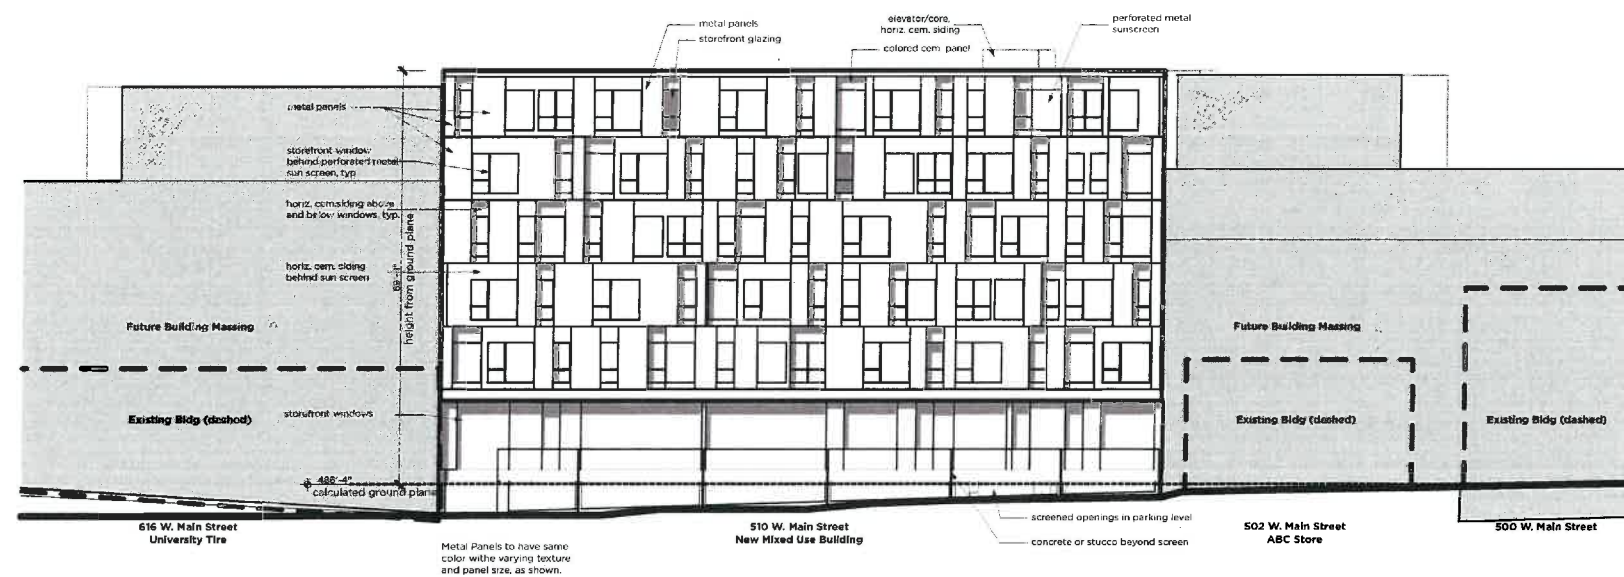 metal panels
storefront glazing
elevator/core,
horiz. cem. siding
colored cem. panel
perforated metal
sunscreen
metal panels
storefront window
behind perforated metal
sun screen, typ
horiz. cem.siding above
and below windows, typ.
horiz. cem. siding
behind sun screen
69'-1"
height from ground plane
Future Building Massing
Existing Bldg (dashed)
storefront windows
486'-4"
calculated ground plane
Future Building Massing
Existing Bldg (dashed)
Existing Bldg (dashed)
616 W. Main Street
University Tire
510 W. Main Street
New Mixed Use Building
screened openings in parking level
concrete or stucco beyond screen
502 W. Main Street
ABC Store
500 W. Main Street
Metal Panels to have same
color withe varying texture
and panel size, as shown.